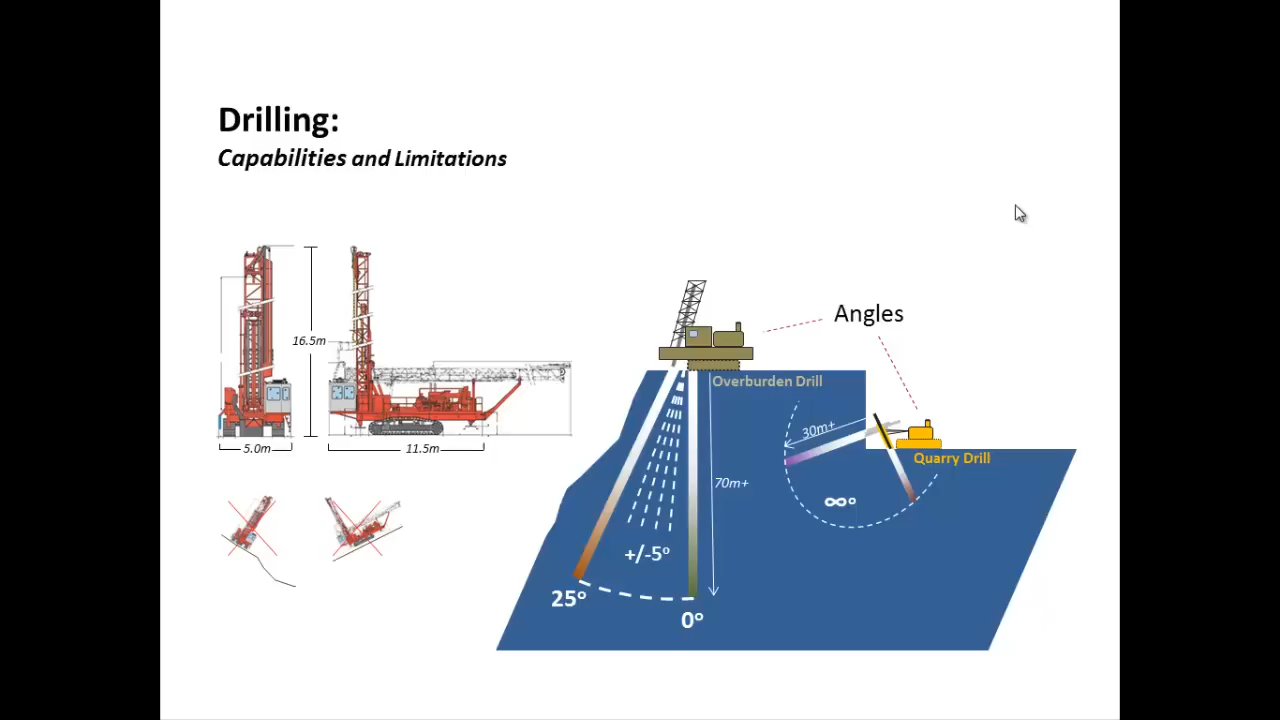 Drilling:
Capabilities and Limitations
16.5m
5.0m
11.5m
Angles
Overburden Drill
30m+
Quarry Drill
70m+
∞°
+/-5°
25°
0°